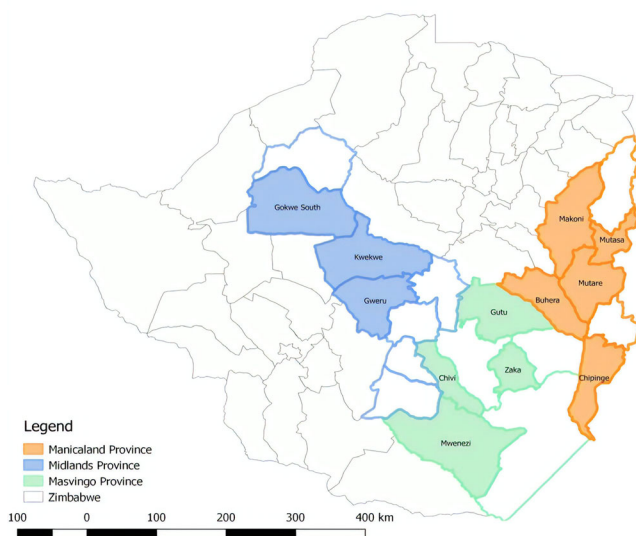 Makoni
Gokwe South
Mutasa
Kwekwe
Mutare
Gweru
Buhera
Gutu
Zaka
Chivi
Chipinge
Mwenezi
Legend
Manicaland Province
Midlands Province
Masvingo Province
Zimbabwe
100 0 100 200 300 400 km